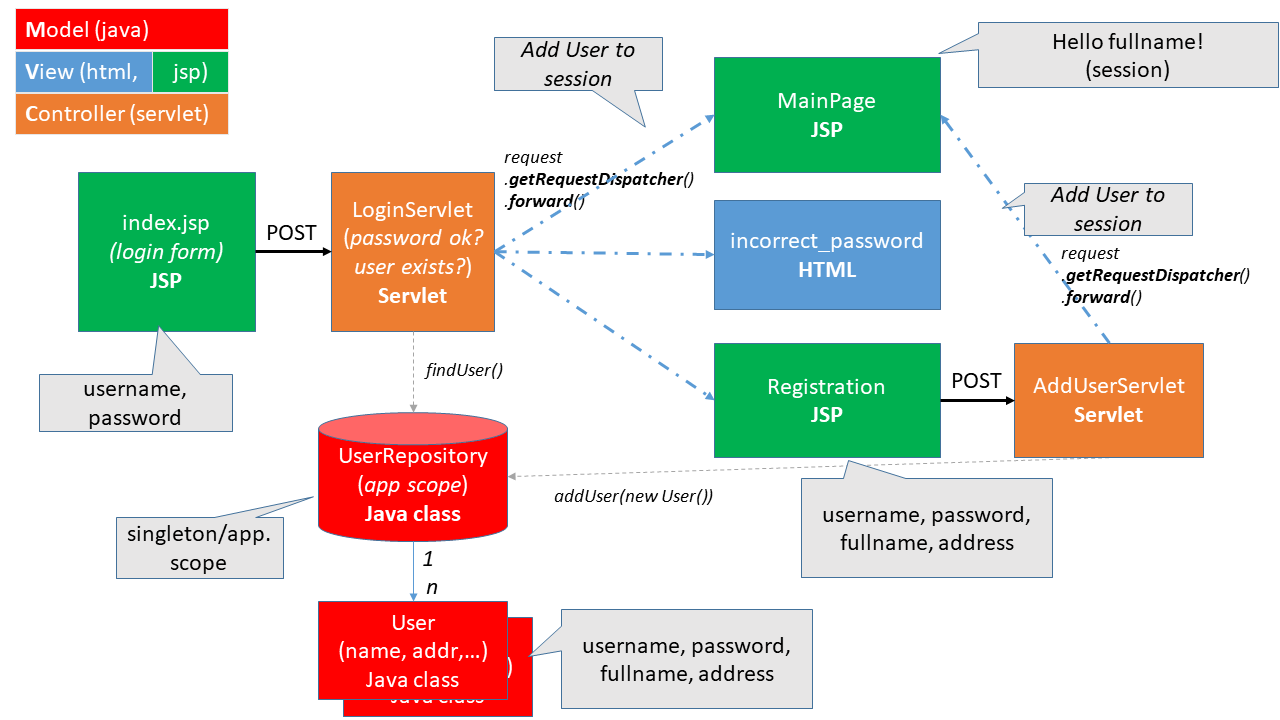 Model (java)
View (html,
jsp)
Controller (servlet)
Add User to
session
MainPage
JSP
Hello fullname!
(session)
request
.getRequestDispatcher()
.forward()
index.jsp
(login form)
JSP
POST
LoginServlet
(password ok?
user exists?)
Servlet
incorrect_password
HTML
Add User to
session
request
.getRequestDispatcher()
.forward()
username,
password
findUser()
Registration
JSP
POST
AddUserServlet
Servlet
UserRepository
(app scope)
Java class
addUser(new User())
singleton/app.
scope
username, password,
fullname, address
1
n
User
(name, addr,…)
Java class
)
Java class
username, password,
fullname, address